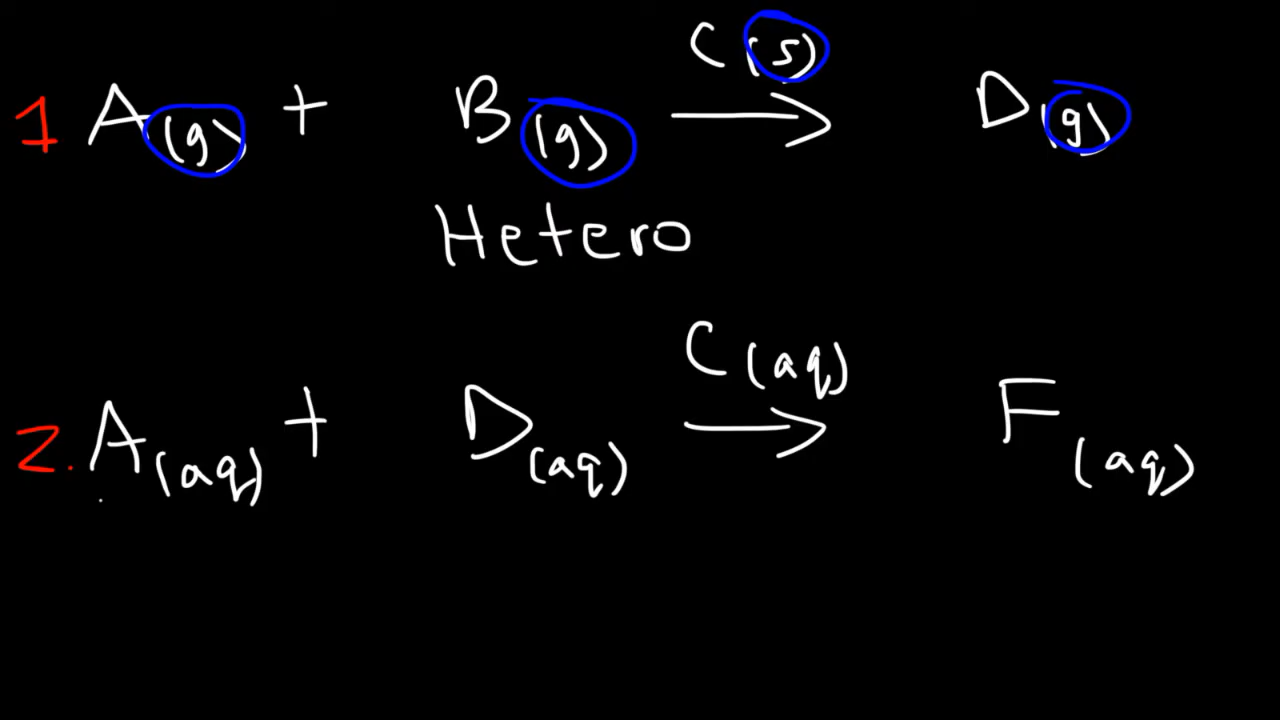 1 A(g) + B(g) C(s) → D(g)
Hetero
2. A(aq) + D(aq) C(aq) → F(aq)